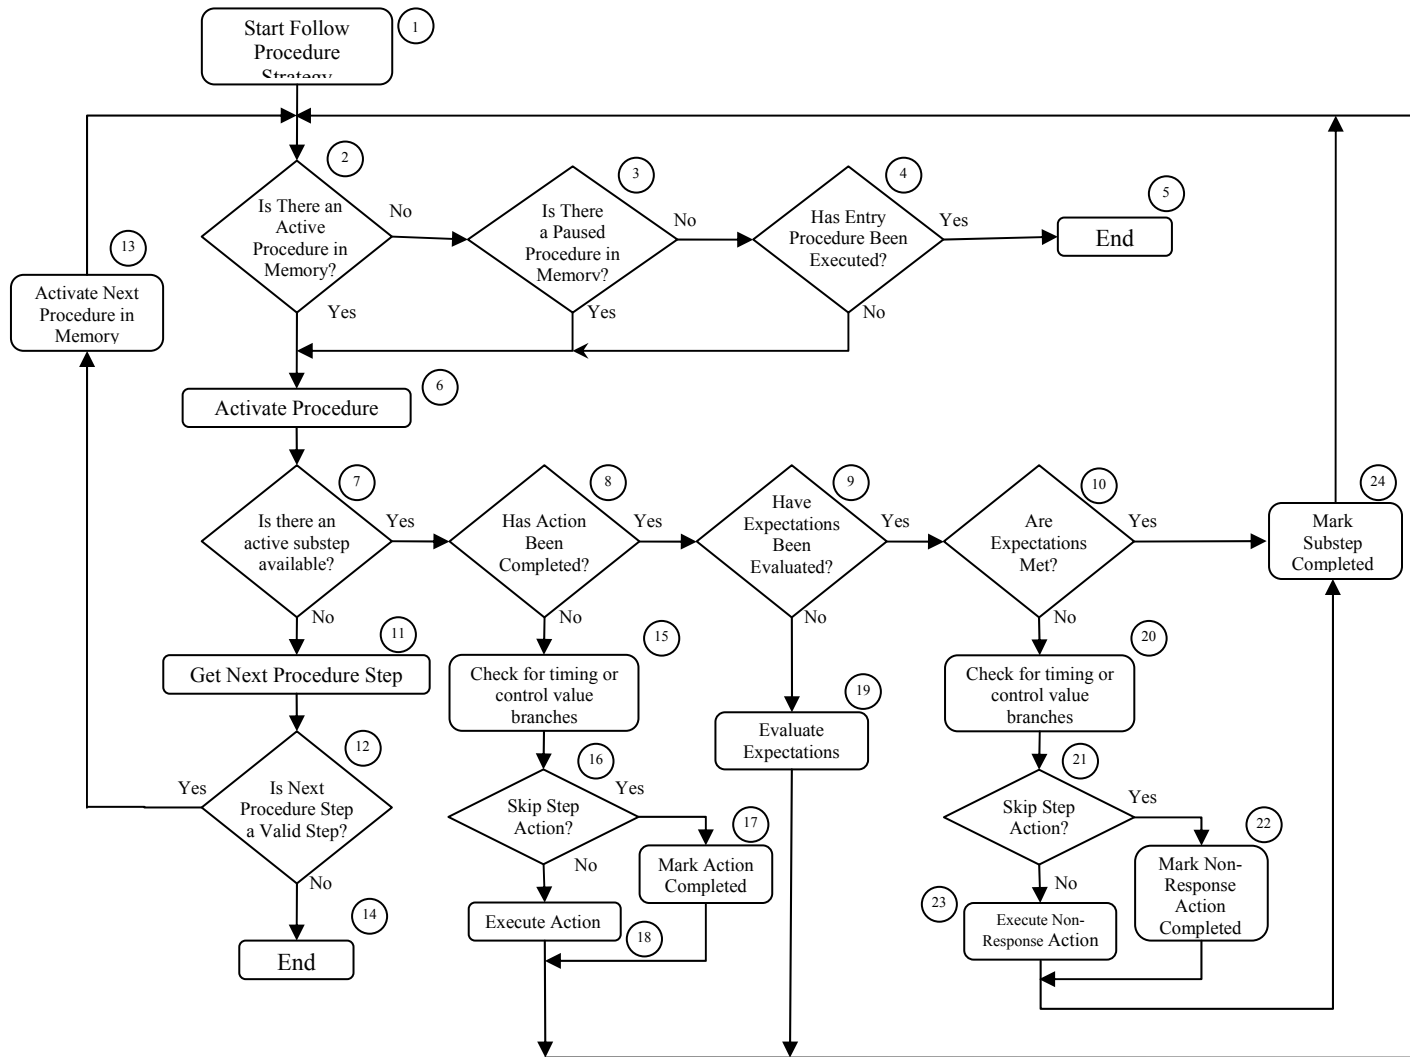 Start Follow
Procedure
Strategy
1
2
Is There an
Active
Procedure in
Memory?
No
Yes
3
Is There
a Paused
Procedure in
Memory?
No
Yes
4
Has Entry
Procedure Been
Executed?
Yes
No
5
End
13
Activate Next
Procedure in
Memory
6
Activate Procedure
7
Is there an
active substep
available?
Yes
No
8
Has Action
Been
Completed?
Yes
No
9
Have
Expectations
Been
Evaluated?
Yes
No
10
Are
Expectations
Met?
Yes
No
24
Mark
Substep
Completed
11
Get Next Procedure Step
12
Is Next
Procedure Step
a Valid Step?
Yes
No
14
End
15
Check for timing or
control value
branches
16
Skip Step
Action?
Yes
No
17
Mark Action
Completed
Execute Action
18
19
Evaluate
Expectations
20
Check for timing or
control value
branches
21
Skip Step
Action?
Yes
No
22
Mark Non-
Response
Action
Completed
23
Execute Non-
Response Action